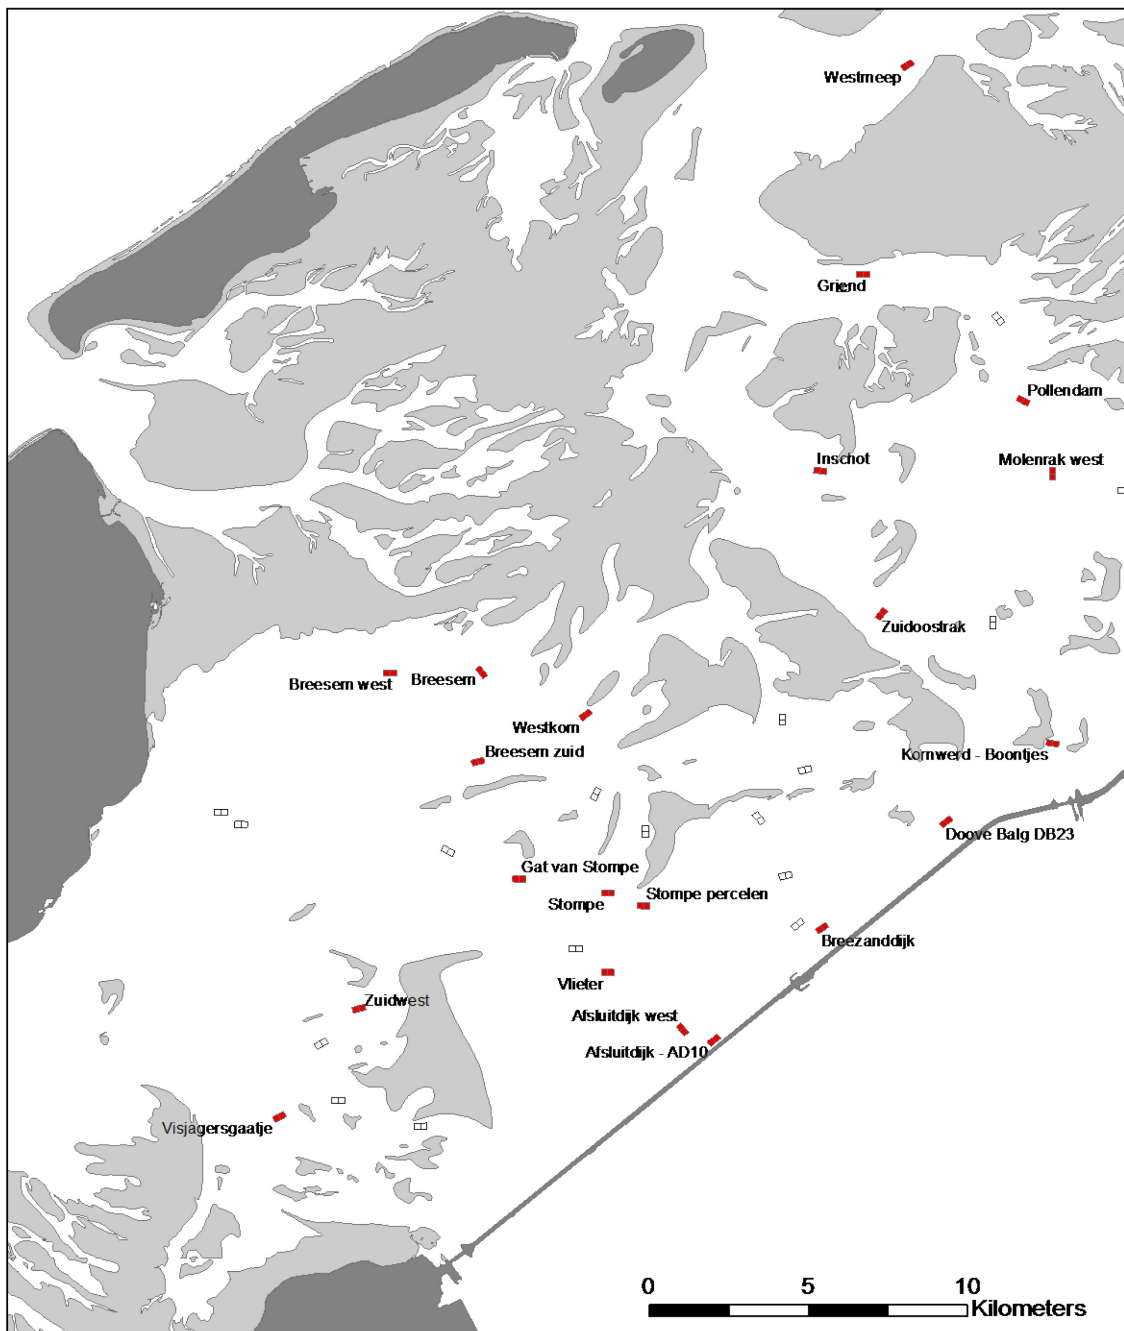 Westmeep
Griend
Pollendam
Inschot
Molenrak west
Zuidoostrak
Breesem west
Breesem
Westkom
Breesem zuid
Kornwerd - Boontjes
Doove Balg DB23
Gat van Stompe
Stompe
Stompe percelen
Breezanddijk
Vlieter
Zuidwest
Afsluitdijk west
Afsluitdijk - AD10
Visjagersgaatje
0 5 10
Kilometers